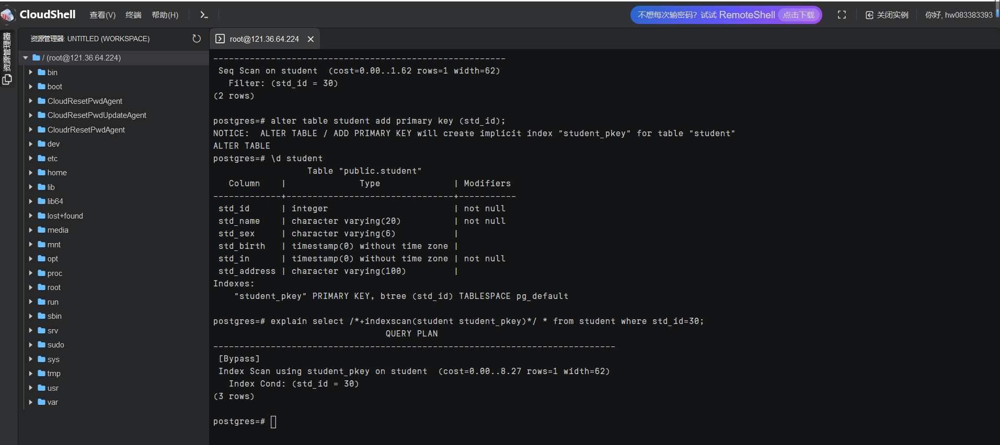 CloudShell 查看(V) 终端 帮助(H) 不想每次输密码？试试 RemoteShell 点击下载 关闭实例 你好, hw083383393
资源管理器
资源管理器: UNTITLED (WORKSPACE)
/ (root@121.36.64.224)
bin
boot
CloudResetPwdAgent
CloudResetPwdUpdateAgent
CloudrResetPwdAgent
dev
etc
home
lib
lib64
lost+found
media
mnt
opt
proc
root
run
sbin
srv
sudo
sys
tmp
usr
var
root@121.36.64.224
--------------------------------------------------------
 Seq Scan on student  (cost=0.00..1.62 rows=1 width=62)
   Filter: (std_id = 30)
(2 rows)
postgres=# alter table student add primary key (std_id);
NOTICE:  ALTER TABLE / ADD PRIMARY KEY will create implicit index "student_pkey" for table "student"
ALTER TABLE
postgres=# \d student
                  Table "public.student"
   Column    |              Type              | Modifiers
-------------+--------------------------------+-----------
 std_id      | integer                        | not null
 std_name    | character varying(20)          | not null
 std_sex     | character varying(6)           |
 std_birth   | timestamp(0) without time zone |
 std_in      | timestamp(0) without time zone | not null
 std_address | character varying(100)         |
Indexes:
    "student_pkey" PRIMARY KEY, btree (std_id) TABLESPACE pg_default
postgres=# explain select /*+indexscan(student student_pkey)*/ * from student where std_id=30;
                                 QUERY PLAN
-----------------------------------------------------------------------------
 [Bypass]
 Index Scan using student_pkey on student  (cost=0.00..8.27 rows=1 width=62)
   Index Cond: (std_id = 30)
(3 rows)
postgres=#